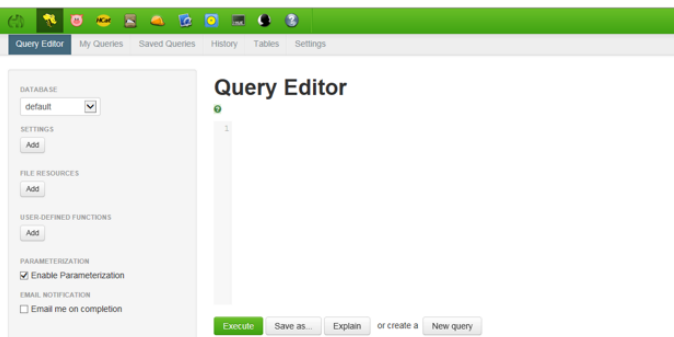 HCat
Query Editor My Queries Saved Queries History Tables Settings
DATABASE
default
SETTINGS
Add
FILE RESOURCES
Add
USER-DEFINED FUNCTIONS
Add
PARAMETERIZATION
Enable Parameterization
EMAIL NOTIFICATION
Email me on completion
Query Editor
1
Execute Save as... Explain or create a New query